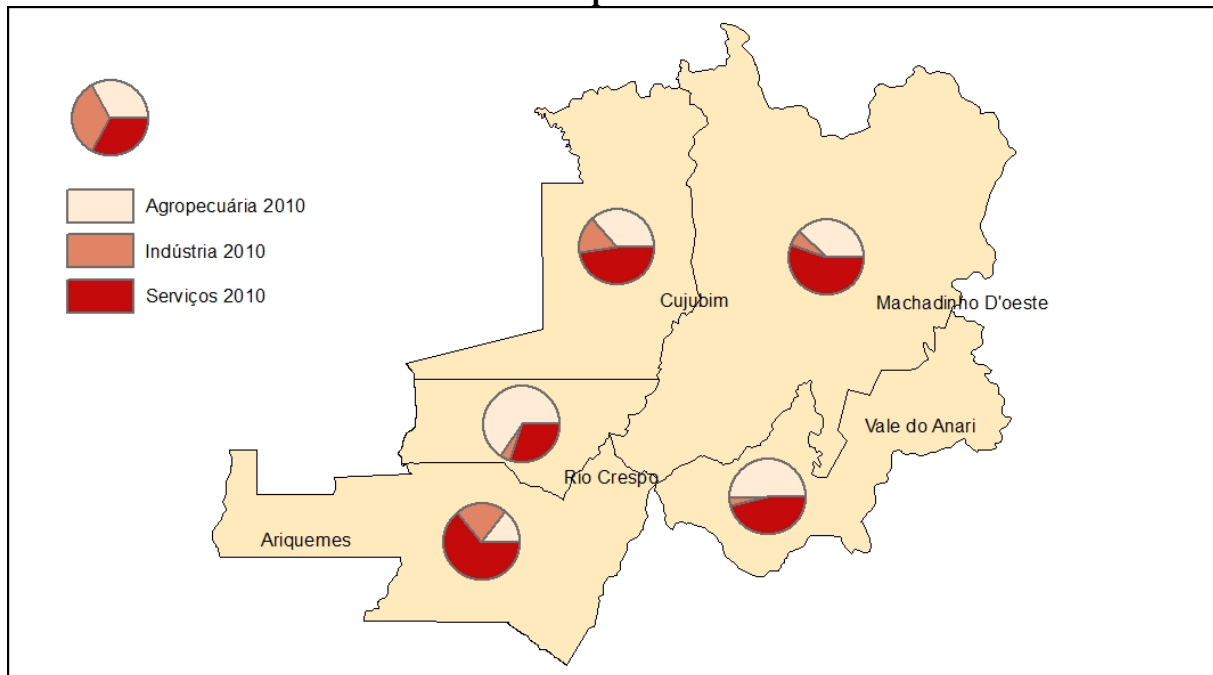 Agropecuária 2010
Indústria 2010
Serviços 2010
Cujubim
Machadinho D'oeste
Vale do Anari
Rio Crespo
Ariquemes